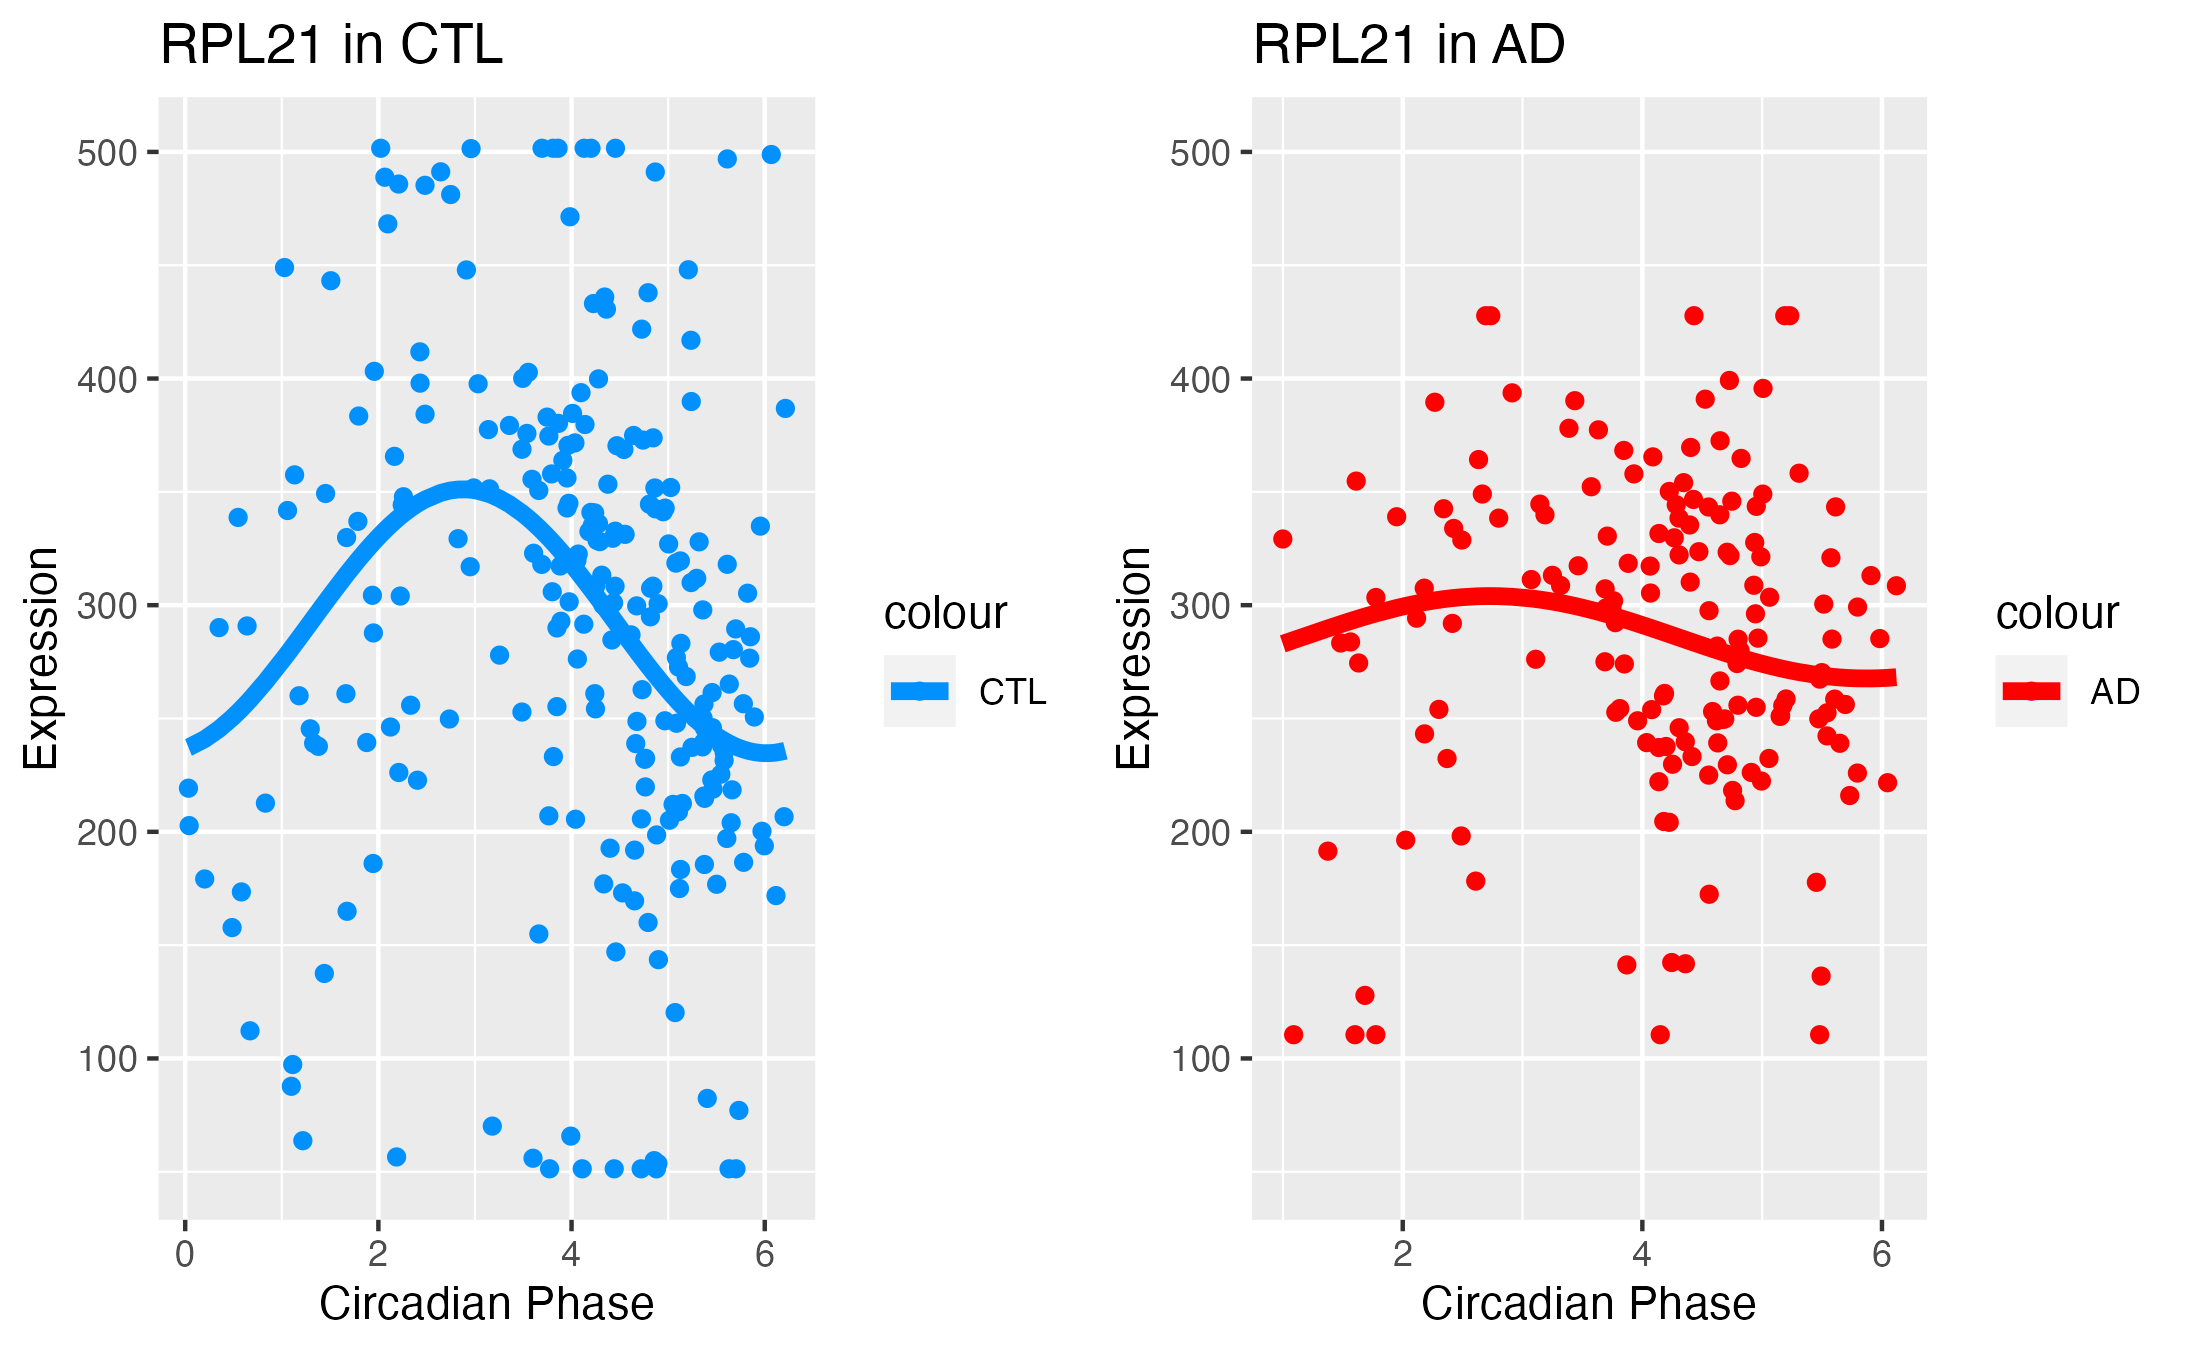 RPL21 in CTL
500
400
300
200
100
Expression
0 2 4 6
Circadian Phase
colour
CTL
RPL21 in AD
500
400
300
200
100
Expression
2 4 6
Circadian Phase
colour
AD